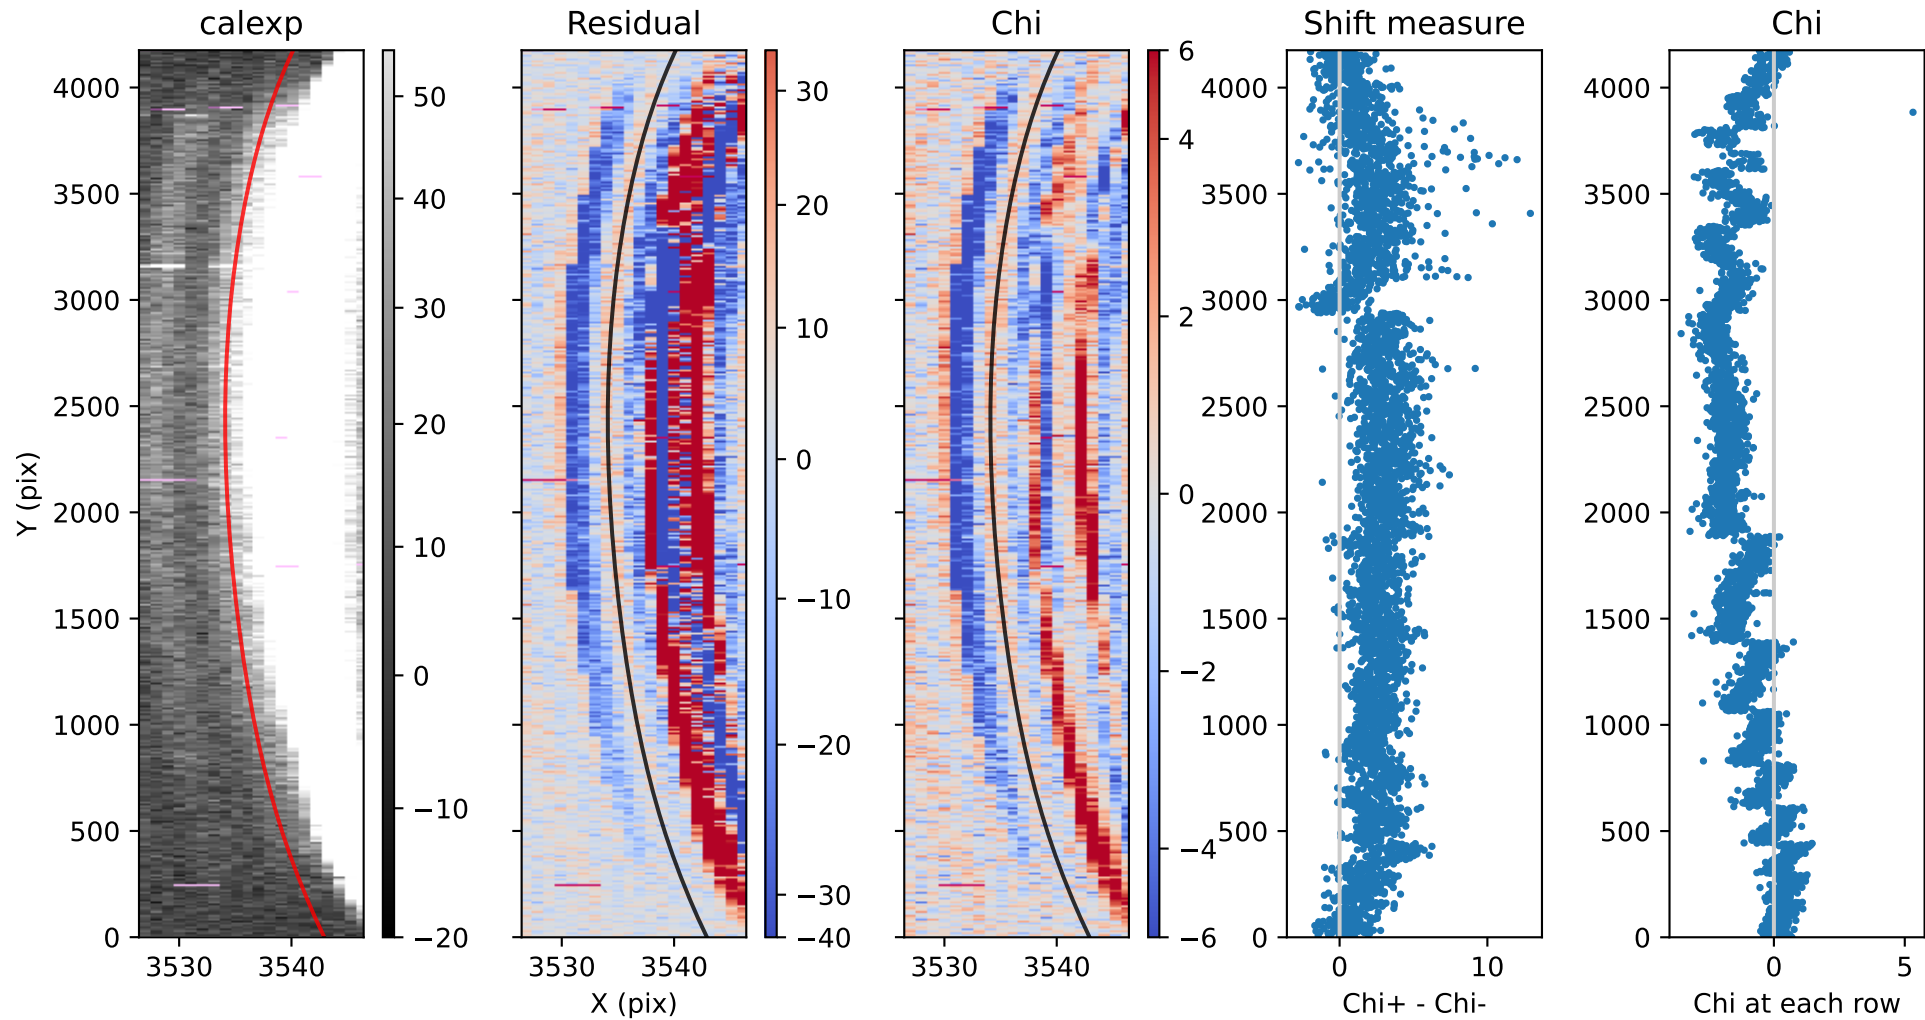 calexp Residual Chi Shift measure Chi
4000 50 30 6 4000 4000
4
3500 40 20 3500 3500
3000 30 10 2 3000 3000
2500 20 0 0 2500 2500
Y (pix)
2000 10 −10 2000 2000
1500 0 −2 1500 1500
1000 −10 −20 1000 1000
500 −30 −4 500 500
0 −20 −40 −6 0 0
3530 3540 3530 3540 3530 3540 0 10 0 5
X (pix) Chi+ - Chi- Chi at each row